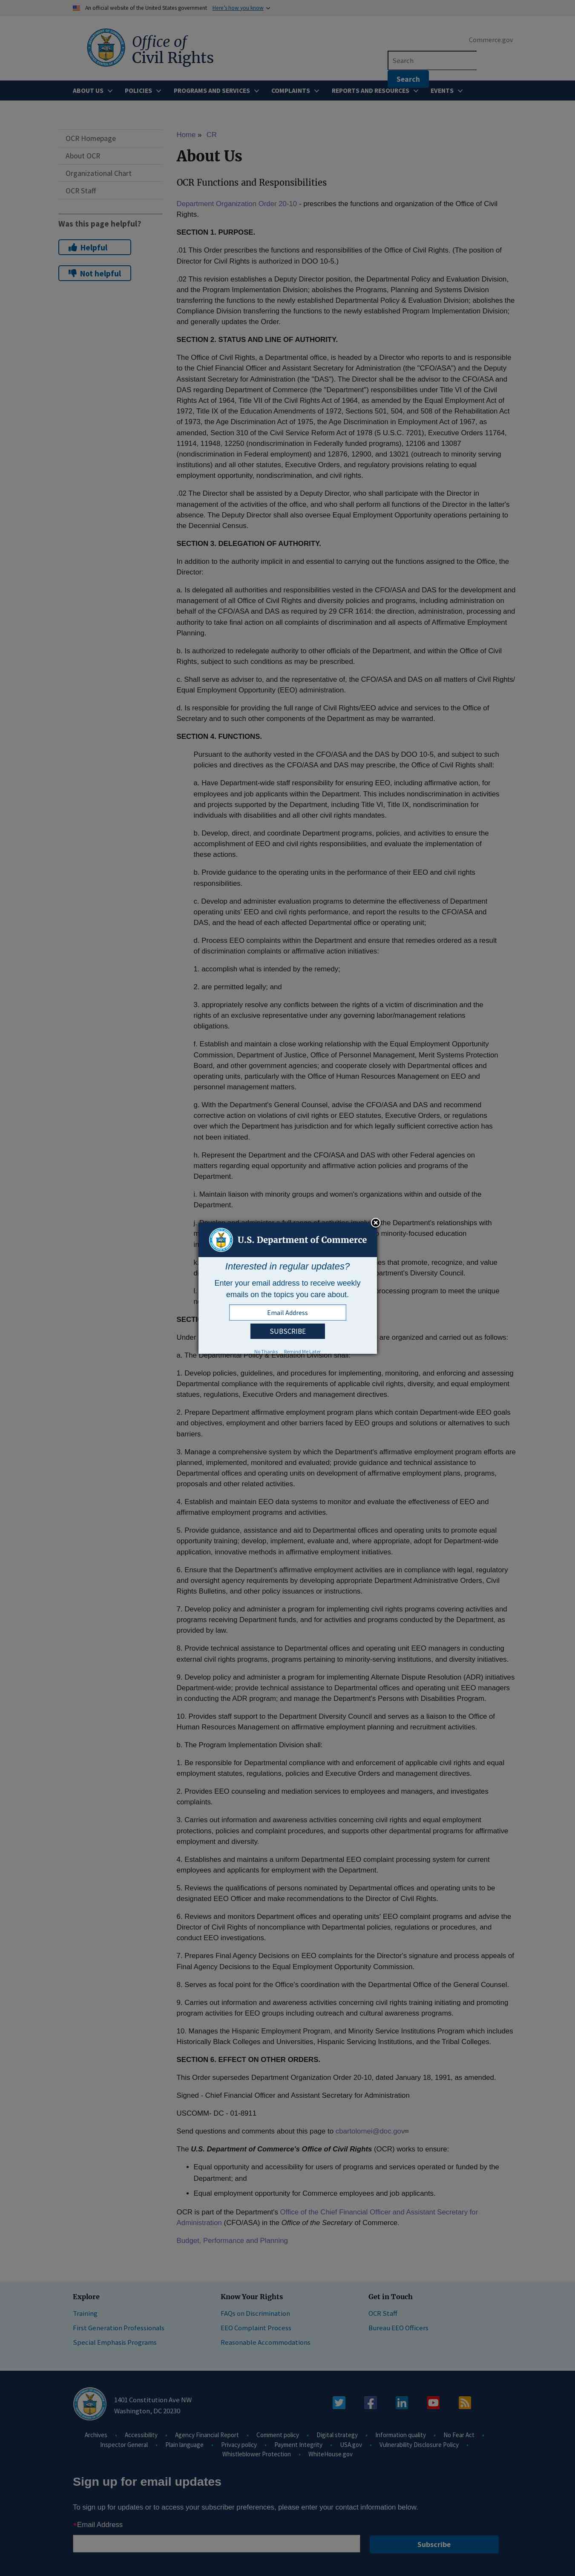 An official website of the United States government Here's how you know
Office of
Civil Rights
Commerce.gov
Search
Search
ABOUT US POLICIES PROGRAMS AND SERVICES COMPLAINTS REPORTS AND RESOURCES EVENTS
OCR Homepage
About OCR
Organizational Chart
OCR Staff
Was this page helpful?
Helpful
Not helpful
Home » CR
About Us
OCR Functions and Responsibilities
Department Organization Order 20-10 - prescribes the functions and organization of the Office of Civil
Rights.
SECTION 1. PURPOSE.
.01 This Order prescribes the functions and responsibilities of the Office of Civil Rights. (The position of
Director for Civil Rights is authorized in DOO 10-5.)
.02 This revision establishes a Deputy Director position, the Departmental Policy and Evaluation Division,
and the Program Implementation Division; abolishes the Programs, Planning and Systems Division
transferring the functions to the newly established Departmental Policy & Evaluation Division; abolishes the
Compliance Division transferring the functions to the newly established Program Implementation Division;
and generally updates the Order.
SECTION 2. STATUS AND LINE OF AUTHORITY.
The Office of Civil Rights, a Departmental office, is headed by a Director who reports to and is responsible
to the Chief Financial Officer and Assistant Secretary for Administration (the "CFO/ASA") and the Deputy
Assistant Secretary for Administration (the "DAS"). The Director shall be the advisor to the CFO/ASA and
DAS regarding Department of Commerce (the "Department") responsibilities under Title VI of the Civil
Rights Act of 1964, Title VII of the Civil Rights Act of 1964, as amended by the Equal Employment Act of
1972, Title IX of the Education Amendments of 1972, Sections 501, 504, and 508 of the Rehabilitation Act
of 1973, the Age Discrimination Act of 1975, the Age Discrimination in Employment Act of 1967, as
amended, Section 310 of the Civil Service Reform Act of 1978 (5 U.S.C. 7201), Executive Orders 11764,
11914, 11948, 12250 (nondiscrimination in Federally funded programs), 12106 and 13087
(nondiscrimination in Federal employment) and 12876, 12900, and 13021 (outreach to minority serving
institutions) and all other statutes, Executive Orders, and regulatory provisions relating to equal
employment opportunity, nondiscrimination, and civil rights.
.02 The Director shall be assisted by a Deputy Director, who shall participate with the Director in
management of the activities of the office, and who shall perform all functions of the Director in the latter's
absence. The Deputy Director shall also oversee Equal Employment Opportunity operations pertaining to
the Decennial Census.
SECTION 3. DELEGATION OF AUTHORITY.
In addition to the authority implicit in and essential to carrying out the functions assigned to the Office, the
Director:
a. Is delegated all authorities and responsibilities vested in the CFO/ASA and DAS for the development and
management of all Office of Civil Rights and diversity policies and programs, including administration on
behalf of the CFO/ASA and DAS as required by 29 CFR 1614: the direction, administration, processing and
authority to take final action on all complaints of discrimination and all aspects of Affirmative Employment
Planning.
b. Is authorized to redelegate authority to other officials of the Department, and within the Office of Civil
Rights, subject to such conditions as may be prescribed.
c. Shall serve as adviser to, and the representative of, the CFO/ASA and DAS on all matters of Civil Rights/
Equal Employment Opportunity (EEO) administration.
d. Is responsible for providing the full range of Civil Rights/EEO advice and services to the Office of
Secretary and to such other components of the Department as may be warranted.
SECTION 4. FUNCTIONS.
Pursuant to the authority vested in the CFO/ASA and the DAS by DOO 10-5, and subject to such
policies and directives as the CFO/ASA and DAS may prescribe, the Office of Civil Rights shall:
a. Have Department-wide staff responsibility for ensuring EEO, including affirmative action, for
employees and job applicants within the Department. This includes nondiscrimination in activities
and projects supported by the Department, including Title VI, Title IX, nondiscrimination for
individuals with disabilities and all other civil rights mandates.
b. Develop, direct, and coordinate Department programs, policies, and activities to ensure the
accomplishment of EEO and civil rights requirements, and perform an evaluation of the effectiveness
of such actions.
b. Provide guidance to the operating units in the performance of their EEO and civil rights
responsibilities.
c. Develop and administer evaluation programs to determine the effectiveness of Department
operating units' EEO and civil rights performance, and report the results to the CFO/ASA and
DAS, and the head of each affected Departmental office or operating unit;
d. Process EEO complaints within the Department and ensure that remedies ordered as a result
of discrimination complaints or affirmative action initiatives:
1. accomplish what is intended to remedy;
2. are permitted legally; and
3. appropriately resolve any conflicts between the rights of a victim of discrimination and the
rights of an exclusive representative under any governing labor/management relations
obligations.
f. Establish and maintain a close working relationship with the Equal Employment Opportunity
Commission, Department of Justice, Office of Personnel Management, Merit Systems Protection
Board, and other government agencies; and cooperate closely with Departmental offices and
operating units, particularly with the Office of Human Resources Management on EEO and
personnel management matters.
g. With the Department's General Counsel, advise the CFO/ASA and DAS and recommend
corrective action on violations of civil rights or EEO statutes, Executive Orders, or regulations
over which the Department has jurisdiction and for which legally sufficient corrective action has
not been initiated.
h. Represent the Department and the CFO/ASA and DAS with other Federal agencies on
matters regarding equal opportunity and affirmative action policies and programs of the
Department.
i. Maintain liaison with minority groups and women's rights organizations within and outside of the
Department.
the Department's relationships with
minority-focused education
es that promote, recognize, and value
Department's Diversity Council.
processing program to meet the unique
U.S. Department of Commerce
Interested in regular updates?
Enter your email address to receive weekly
emails on the topics you care about.
Email Address
SUBSCRIBE
No Thanks Remind Me Later
SECT
Under are organized and carried out as follows:
a. The Departmental Policy & Evaluation Division shall:
1. Develop policies, guidelines, and procedures for implementing, and for ensuring and assessing
Departmental offices and operating unit compliance with all applicable civil rights and equal opportunity
statues, regulations, Executive Orders and management directives.
2. Prepare Department affirmative employment program plans which contain Department-wide EEO goals
and objectives, employment and other barriers faced by EEO groups and solutions or alternatives to such
barriers.
3. Manage a comprehensive system by which the Department's affirmative employment program efforts are
planned, implemented, monitored and evaluated; provide guidance and technical assistance to
Departmental offices and operating units on development of affirmative employment plans, programs,
proposals and other related activities.
4. Establish and maintain EEO data systems to monitor and evaluate the effectiveness of EEO and
affirmative employment programs and activities.
5. Provide guidance, assistance and aid to Department offices and operating units to promote equal
opportunity training; develop, implement, evaluate and, where appropriate, adopt for Department-wide
application, innovative methods in affirmative employment initiatives.
6. Ensure that the Department's affirmative employment activities are in compliance with legal, regulatory
and oversight agency requirements by developing appropriate Department Administrative Orders, Civil
Rights Bulletins, and other policy issuances or instructions.
7. Develop policy and administer a program for implementing civil rights programs covering activities and
programs receiving Department funds, and for activities and programs conducted by the Department, as
provided by law.
8. Provide technical assistance to Departmental offices and operating unit EEO managers in conducting
external civil rights programs, programs pertaining to minority-serving institutions, and diversity initiatives.
9. Develop policy and administer a program for implementing Alternate Dispute Resolution (ADR) initiatives
Department-wide; provide technical assistance to Departmental offices and operating unit EEO managers
in conducting the ADR program; and manage the Department's Persons with Disabilities Program.
10. Provides staff support to the Department Diversity Council and serves as a liaison to the Office of
Human Resources Management on affirmative employment planning and recruitment activities.
b. The Program Implementation Division shall:
1. Be responsible for Departmental compliance with and enforcement of applicable civil rights and equal
employment statutes, regulations, policies and Executive Orders and management directives.
2. Provides EEO counseling and mediation services to employees and managers, and investigates
complaints.
3. Carries out information and awareness activities concerning civil rights and equal employment
protections, policies and complaint procedures, and supports other departmental programs for affirmative
employment and diversity.
4. Establishes and maintains a uniform Departmental EEO complaint processing system for current
employees and applicants for employment with the Department.
5. Reviews the qualifications of persons nominated by Departmental offices and operating units to be
designated EEO Officer and make recommendations to the Director of Civil Rights.
6. Reviews and monitors Department offices and operating units' EEO complaint programs and advise the
Director of Civil Rights of noncompliance with Departmental policies, regulations or procedures, and
conduct EEO investigations.
7. Prepares Final Agency Decisions on EEO complaints for the Director's signature and process appeals of
Final Agency Decisions to the Equal Employment Opportunity Commission.
8. Serves as focal point for the Office's coordination with the Departmental Office of the General Counsel.
9. Carries out information and awareness activities concerning civil rights training initiating and promoting
program activities for EEO groups including outreach and cultural awareness programs.
10. Manages the Hispanic Employment Program, and Minority Service Institutions Program which includes
Historically Black Colleges and Universities, Hispanic Serving Institutions, and the Tribal Colleges.
SECTION 6. EFFECT ON OTHER ORDERS.
This Order supersedes Department Organization Order 20-10, dated January 18, 1991, as amended.
Signed - Chief Financial Officer and Assistant Secretary for Administration
USCOMM- DC - 01-8911
Send questions and comments about this page to cbartolomei@doc.gov
The U.S. Department of Commerce's Office of Civil Rights (OCR) works to ensure:
• Equal opportunity and accessibility for users of programs and services operated or funded by the
Department; and
• Equal employment opportunity for Commerce employees and job applicants.
OCR is part of the Department's Office of the Chief Financial Officer and Assistant Secretary for
Administration (CFO/ASA) in the Office of the Secretary of Commerce.
Budget, Performance and Planning
Explore Know Your Rights Get in Touch
Training FAQs on Discrimination OCR Staff
First Generation Professionals EEO Complaint Process Bureau EEO Officers
Special Emphasis Programs Reasonable Accommodations
1401 Constitution Ave NW
Washington, DC 20230
Archives - Accessibility - Agency Financial Report - Comment policy - Digital strategy - Information quality - No Fear Act -
Inspector General - Plain language - Privacy policy - Payment Integrity - USA.gov - Vulnerability Disclosure Policy -
Whistleblower Protection - WhiteHouse.gov
Sign up for email updates
To sign up for updates or to access your subscriber preferences, please enter your contact information below.
*Email Address
Subscribe